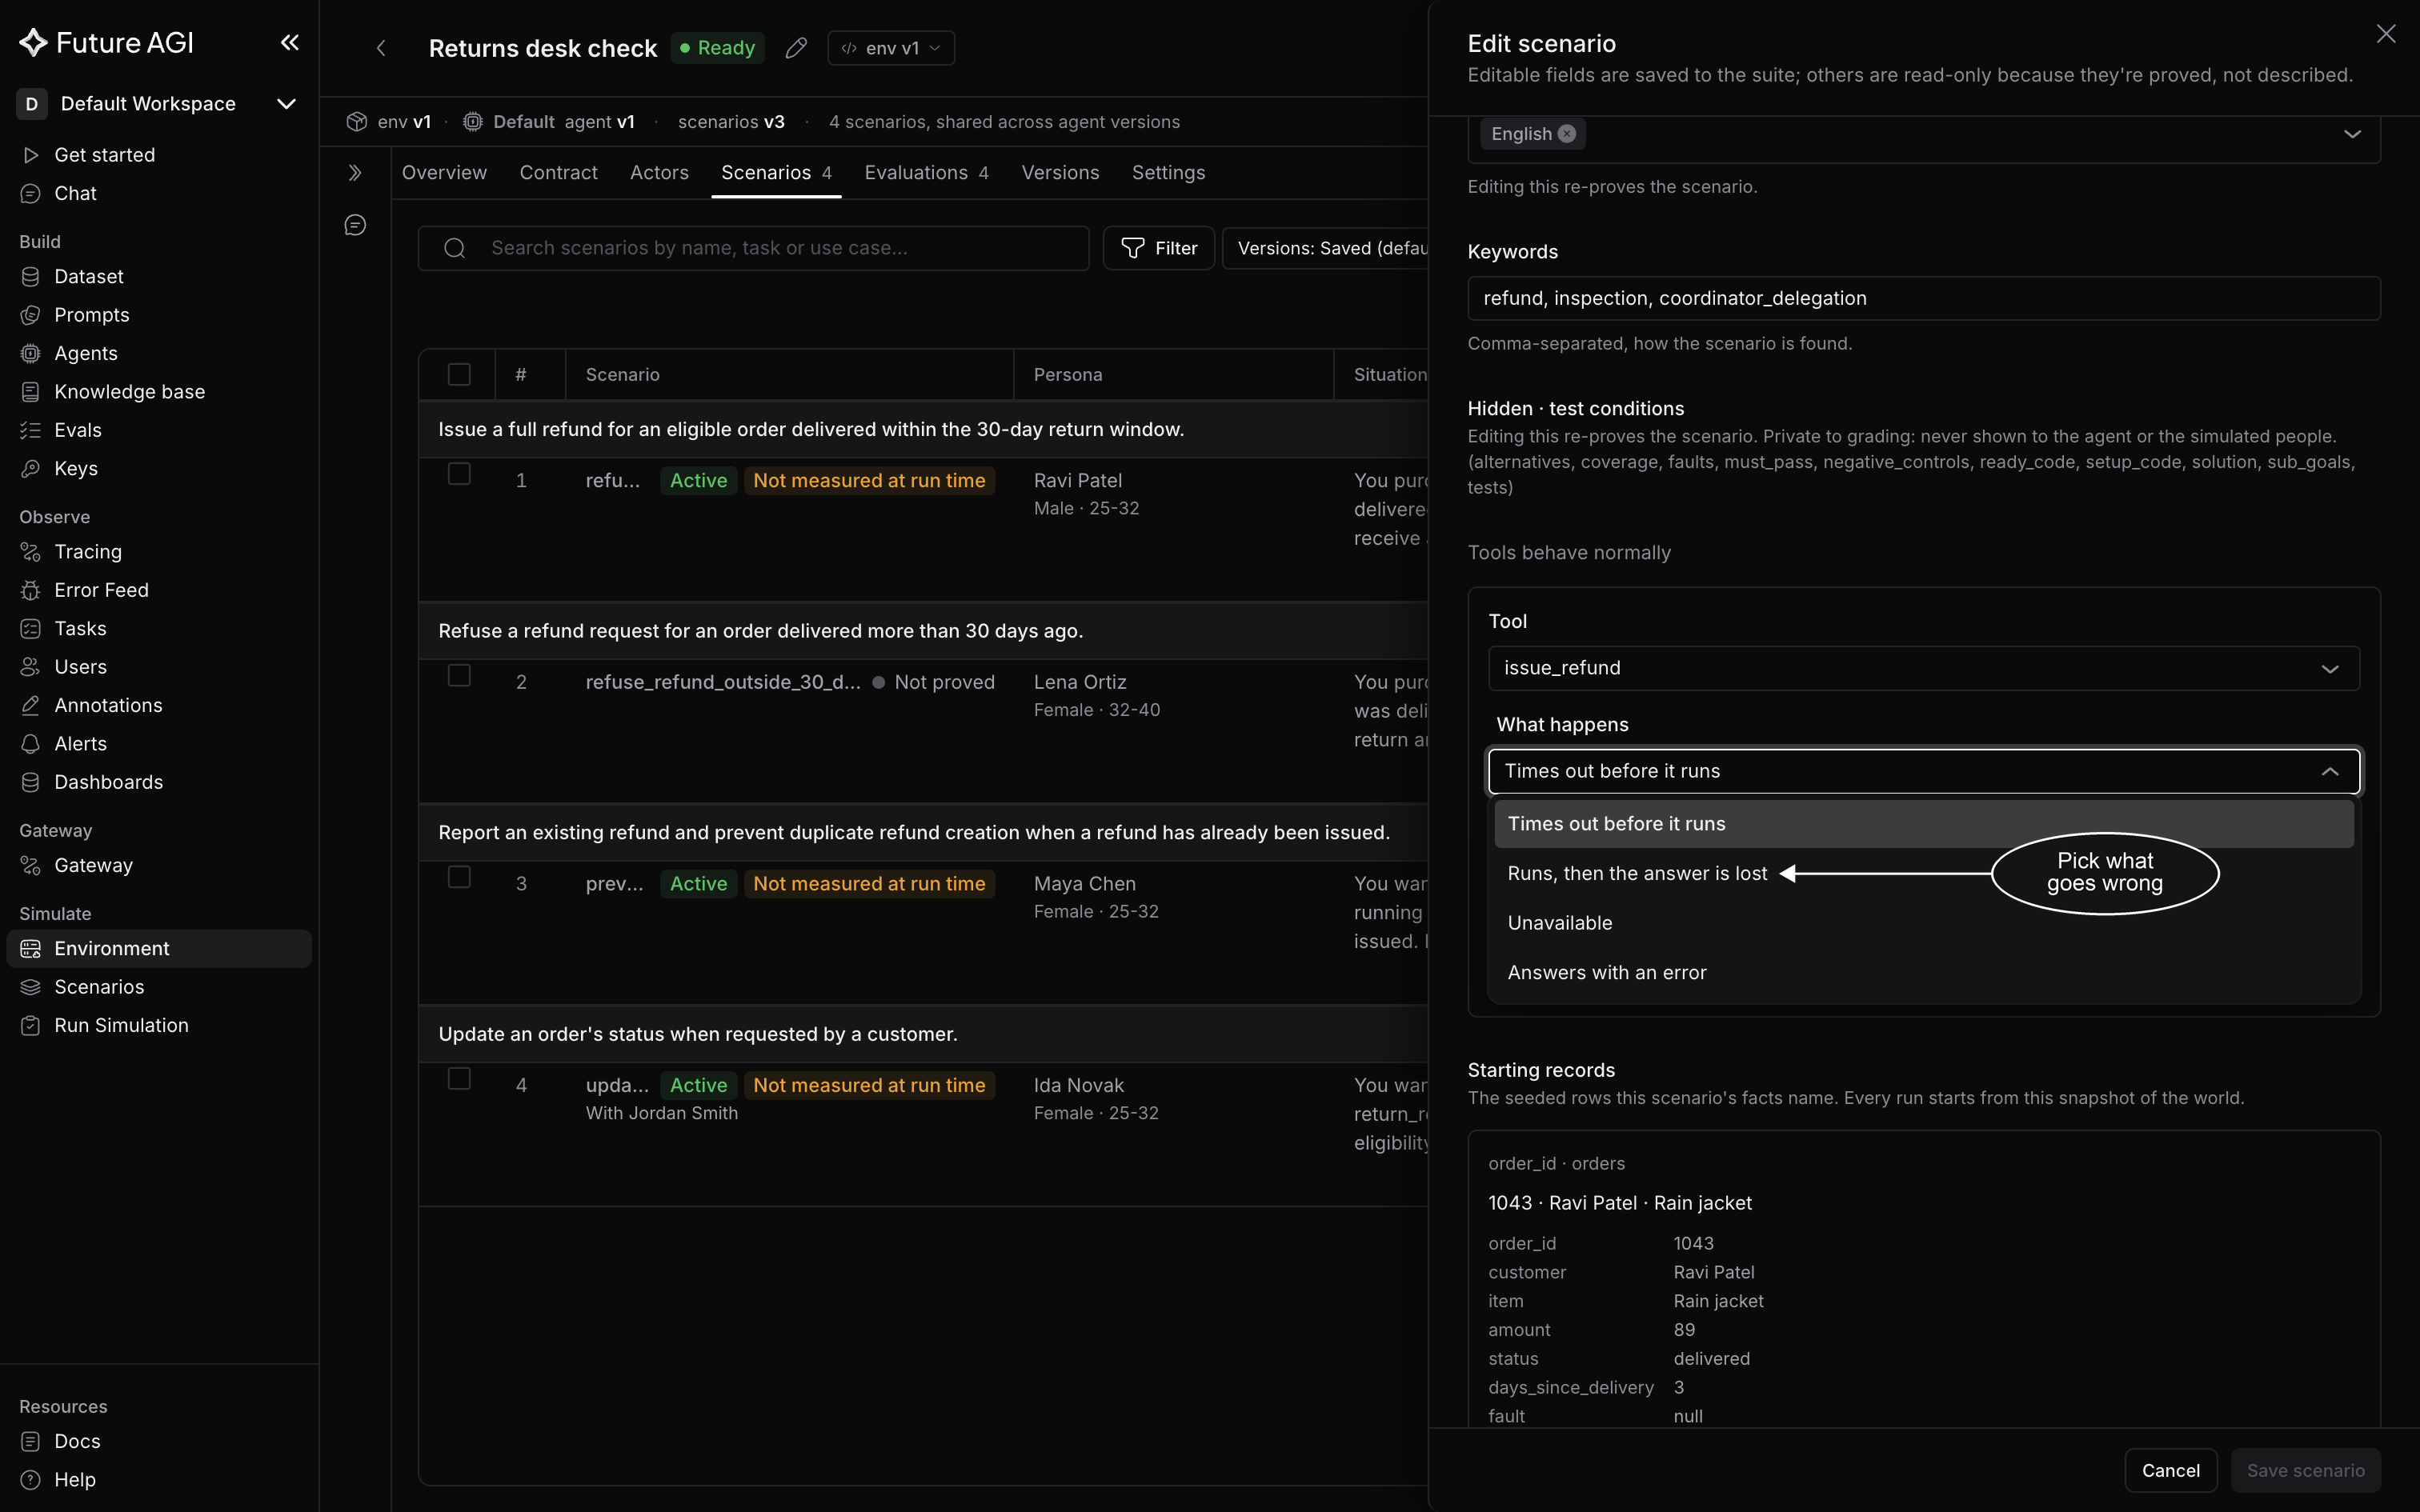 Future AGI
D Default Workspace
Get started
Chat
Build
Dataset
Prompts
Agents
Knowledge base
Evals
Keys
Observe
Tracing
Error Feed
Tasks
Users
Annotations
Alerts
Dashboards
Gateway
Gateway
Simulate
Environment
Scenarios
Run Simulation
Resources
Docs
Help
Returns desk check Ready env v1
env v1 · Default agent v1 · scenarios v3 · 4 scenarios, shared across agent versions
Overview Contract Actors Scenarios 4 Evaluations 4 Versions Settings
Search scenarios by name, task or use case... Filter Versions: Saved (defau
# Scenario Persona Situation
Issue a full refund for an eligible order delivered within the 30-day return window.
1 refu... Active Not measured at run time Ravi Patel You purc
Male · 25-32 delivere
receive
Refuse a refund request for an order delivered more than 30 days ago.
2 refuse_refund_outside_30_d... Not proved Lena Ortiz You purc
Female · 32-40 was deli
return a
Report an existing refund and prevent duplicate refund creation when a refund has already been issued.
3 prev... Active Not measured at run time Maya Chen You wan
Female · 25-32 running
issued.
Update an order's status when requested by a customer.
4 upda... Active Not measured at run time Ida Novak You wan
With Jordan Smith Female · 25-32 return_r
eligibility
Edit scenario
Editable fields are saved to the suite; others are read-only because they're proved, not described.
English
Editing this re-proves the scenario.
Keywords
refund, inspection, coordinator_delegation
Comma-separated, how the scenario is found.
Hidden · test conditions
Editing this re-proves the scenario. Private to grading: never shown to the agent or the simulated people.
(alternatives, coverage, faults, must_pass, negative_controls, ready_code, setup_code, solution, sub_goals,
tests)
Tools behave normally
Tool
issue_refund
What happens
Times out before it runs
Times out before it runs
Runs, then the answer is lost
Pick what
goes wrong
Unavailable
Answers with an error
Starting records
The seeded rows this scenario's facts name. Every run starts from this snapshot of the world.
order_id · orders
1043 · Ravi Patel · Rain jacket
order_id 1043
customer Ravi Patel
item Rain jacket
amount 89
status delivered
days_since_delivery 3
fault null
Cancel Save scenario